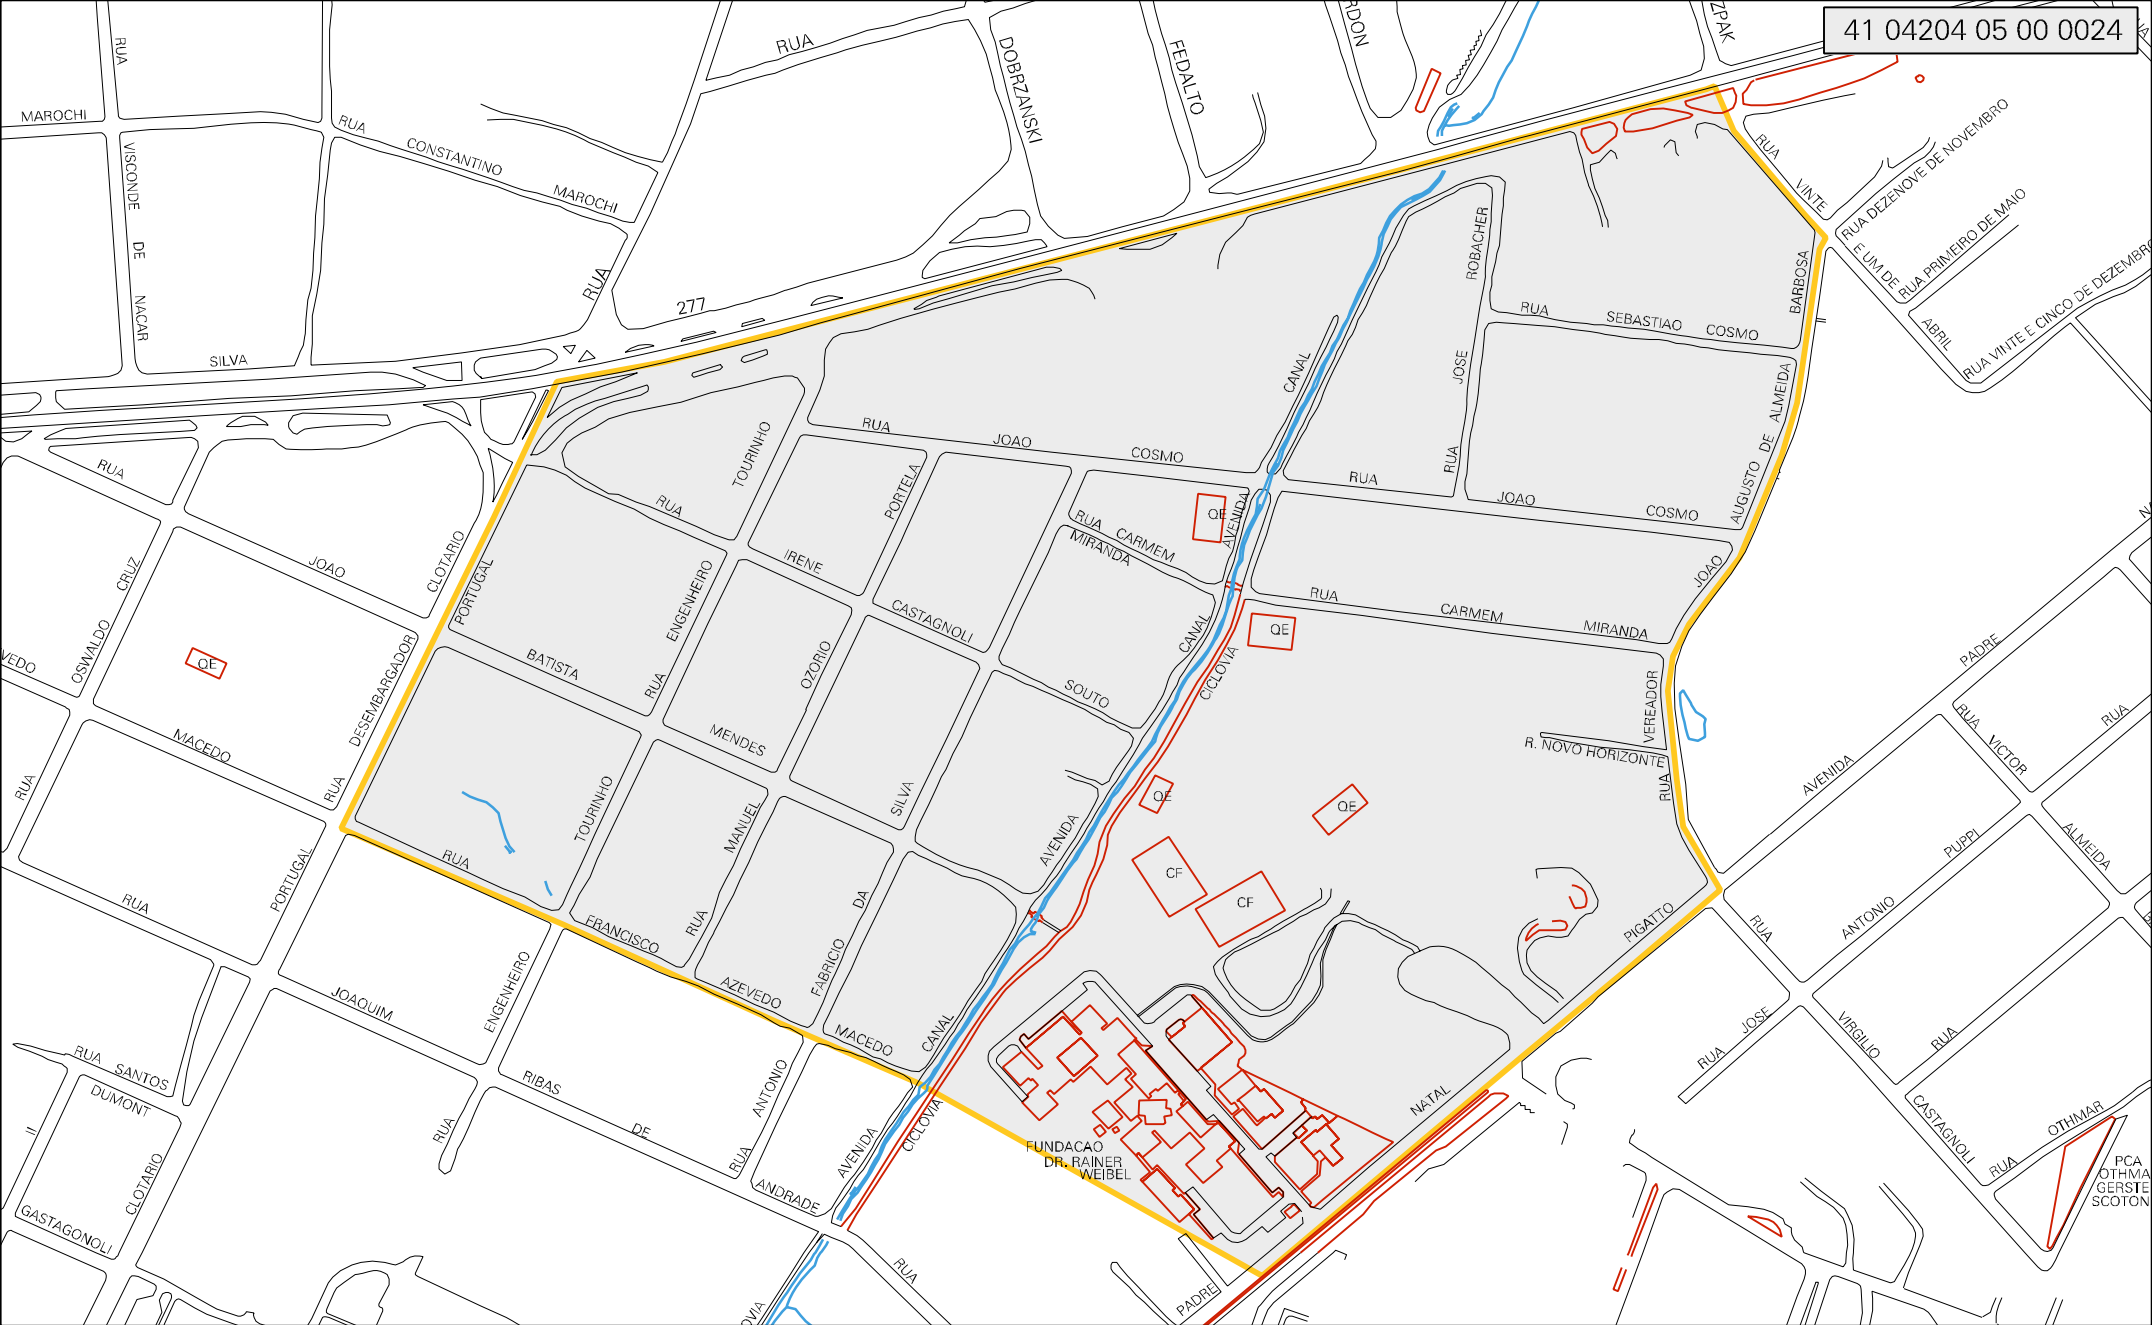 41 04204 05 00 0024
RUA
RUA
DOBRZANSKI
FEDALTO
RDON
ZPAK
MAROCHI
VISCONDE
DE
NACAR
RUA
CONSTANTINO
MAROCHI
RUA
277
SILVA
RUA
VINTE
E UM DE
ABRIL
RUA DEZENOVE DE NOVEMBRO
RUA PRIMEIRO DE MAIO
RUA VINTE E CINCO DE DEZEMBRO
BARBOSA
ALMEIDA
DE
AUGUSTO
JOAO
VEREADOR
RUA
ROBACHER
JOSE
RUA
RUA
SEBASTIAO
COSMO
CANAL
RUA
JOAO
COSMO
RUA
JOAO
COSMO
TOURINHO
PORTELA
RUA
IRENE
CASTAGNOLI
SOUTO
RUA
CARMEM
MIRANDA
QE
AVENIDA
CANAL
CICLOVIA
RUA
CARMEM
MIRANDA
QE
RUA
JOAO
CLOTARIO
PORTUGAL
CRUZ
OSWALDO
VEDO
QE
DESEMBARGADOR
RUA
MACEDO
RUA
BATISTA
MENDES
ENGENHEIRO
RUA
OZORIO
SILVA
R. NOVO HORIZONTE
PADRE
AVENIDA
RUA
VICTOR
ALMEIDA
RUA
PUPPI
ANTONIO
QE
QE
AVENIDA
CF
CF
TOURINHO
MANUEL
RUA
DA
FABRICIO
RUA
FRANCISCO
AZEVEDO
MACEDO
PORTUGAL
RUA
PIGATTO
RUA
JOAQUIM
ENGENHEIRO
CANAL
JOSE
RUA
VIRGILIO
RUA
CASTAGNOLI
OTHMAR
RUA
NATAL
RUA
SANTOS
DUMONT
II
RUA
RIBAS
DE
ANDRADE
ANTONIO
RUA
AVENIDA
CICLOVIA
FUNDACAO
DR. RAINER
WEIBEL
CLOTARIO
GASTAGONOLI
RUA
PADRE
OVIA
PCA
OTHMA
GERSTE
SCOTON